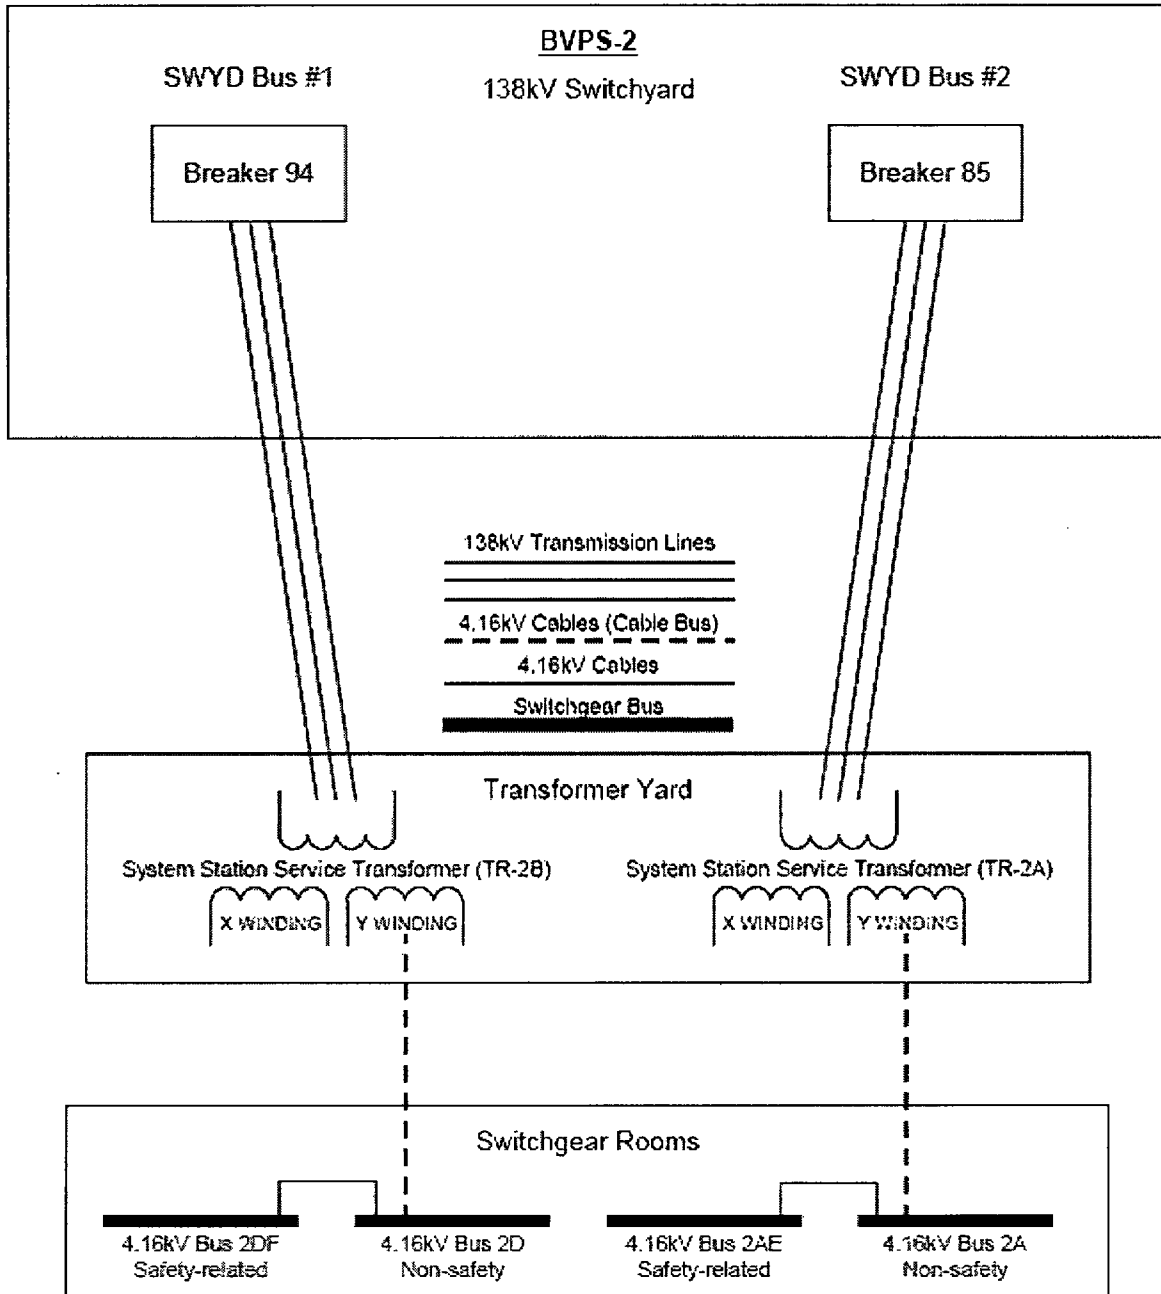 BVPS-2
SWYD Bus #1
138kV Switchyard
SWYD Bus #2
Breaker 94
Breaker 85
138kV Transmission Lines
4.16kV Cables (Cable Bus)
4.16kV Cables
Switchgear Bus
Transformer Yard
System Station Service Transformer (TR-2B)
System Station Service Transformer (TR-2A)
X WINDING
Y WINDING
X WINDING
Y WINDING
Switchgear Rooms
4.16kV Bus 2DF
Safety-related
4.16kV Bus 2D
Non-safety
4.16kV Bus 2AE
Safety-related
4.16kV Bus 2A
Non-safety